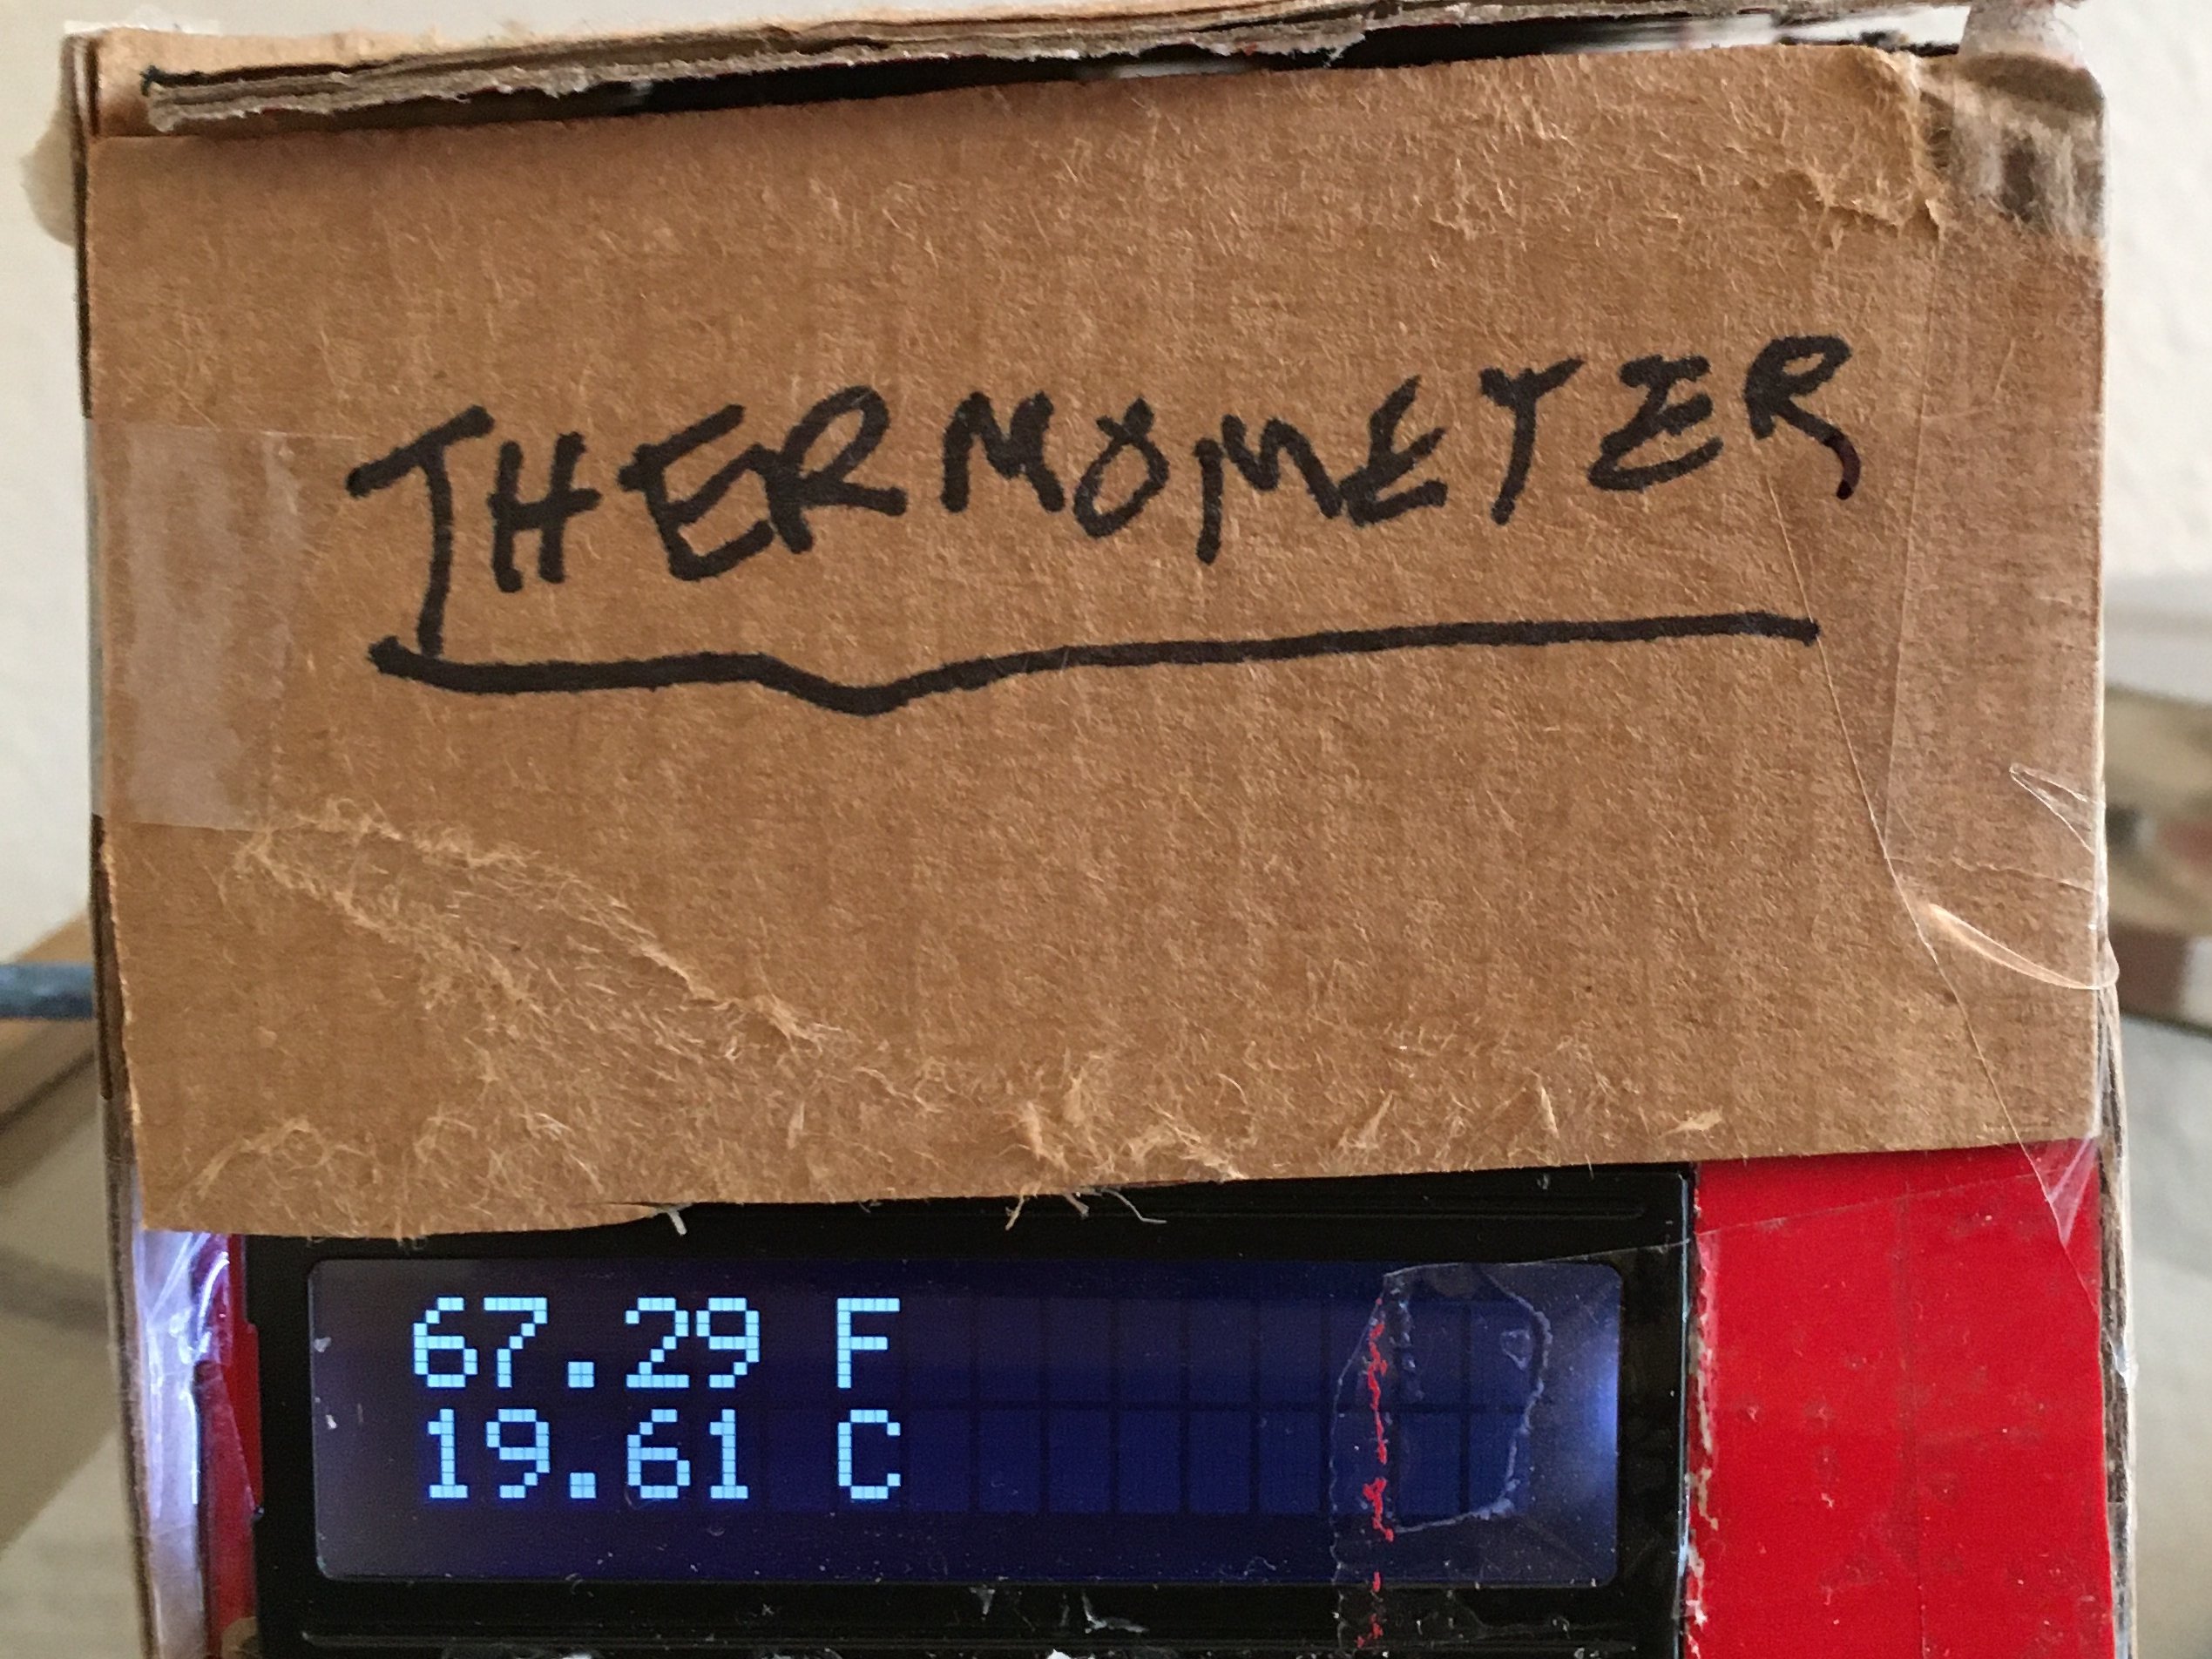 THERMOMETER
67.29 F
19.61 C